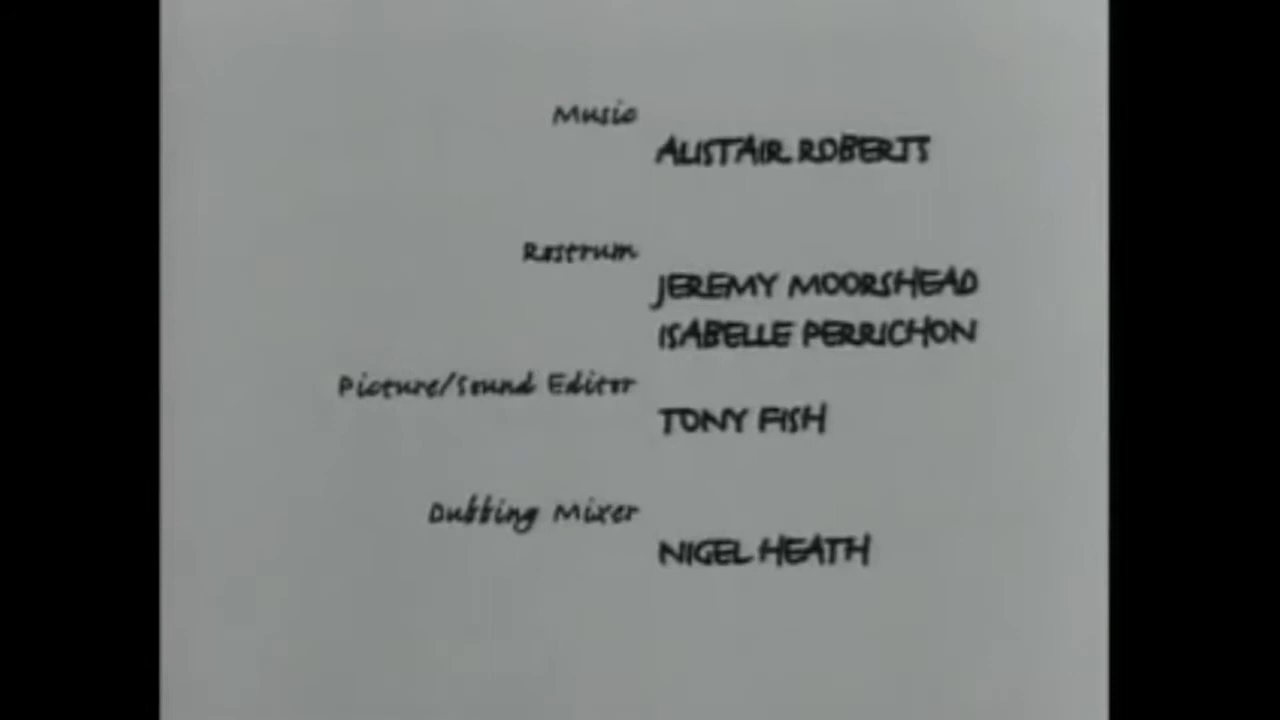 Music
ALISTAIR ROBERTS
Rostrum
JEREMY MOORSHEAD
ISABELLE PERRICHON
Picture/Sound Editor
TONY FISH
Dubbing Mixer
NIGEL HEATH